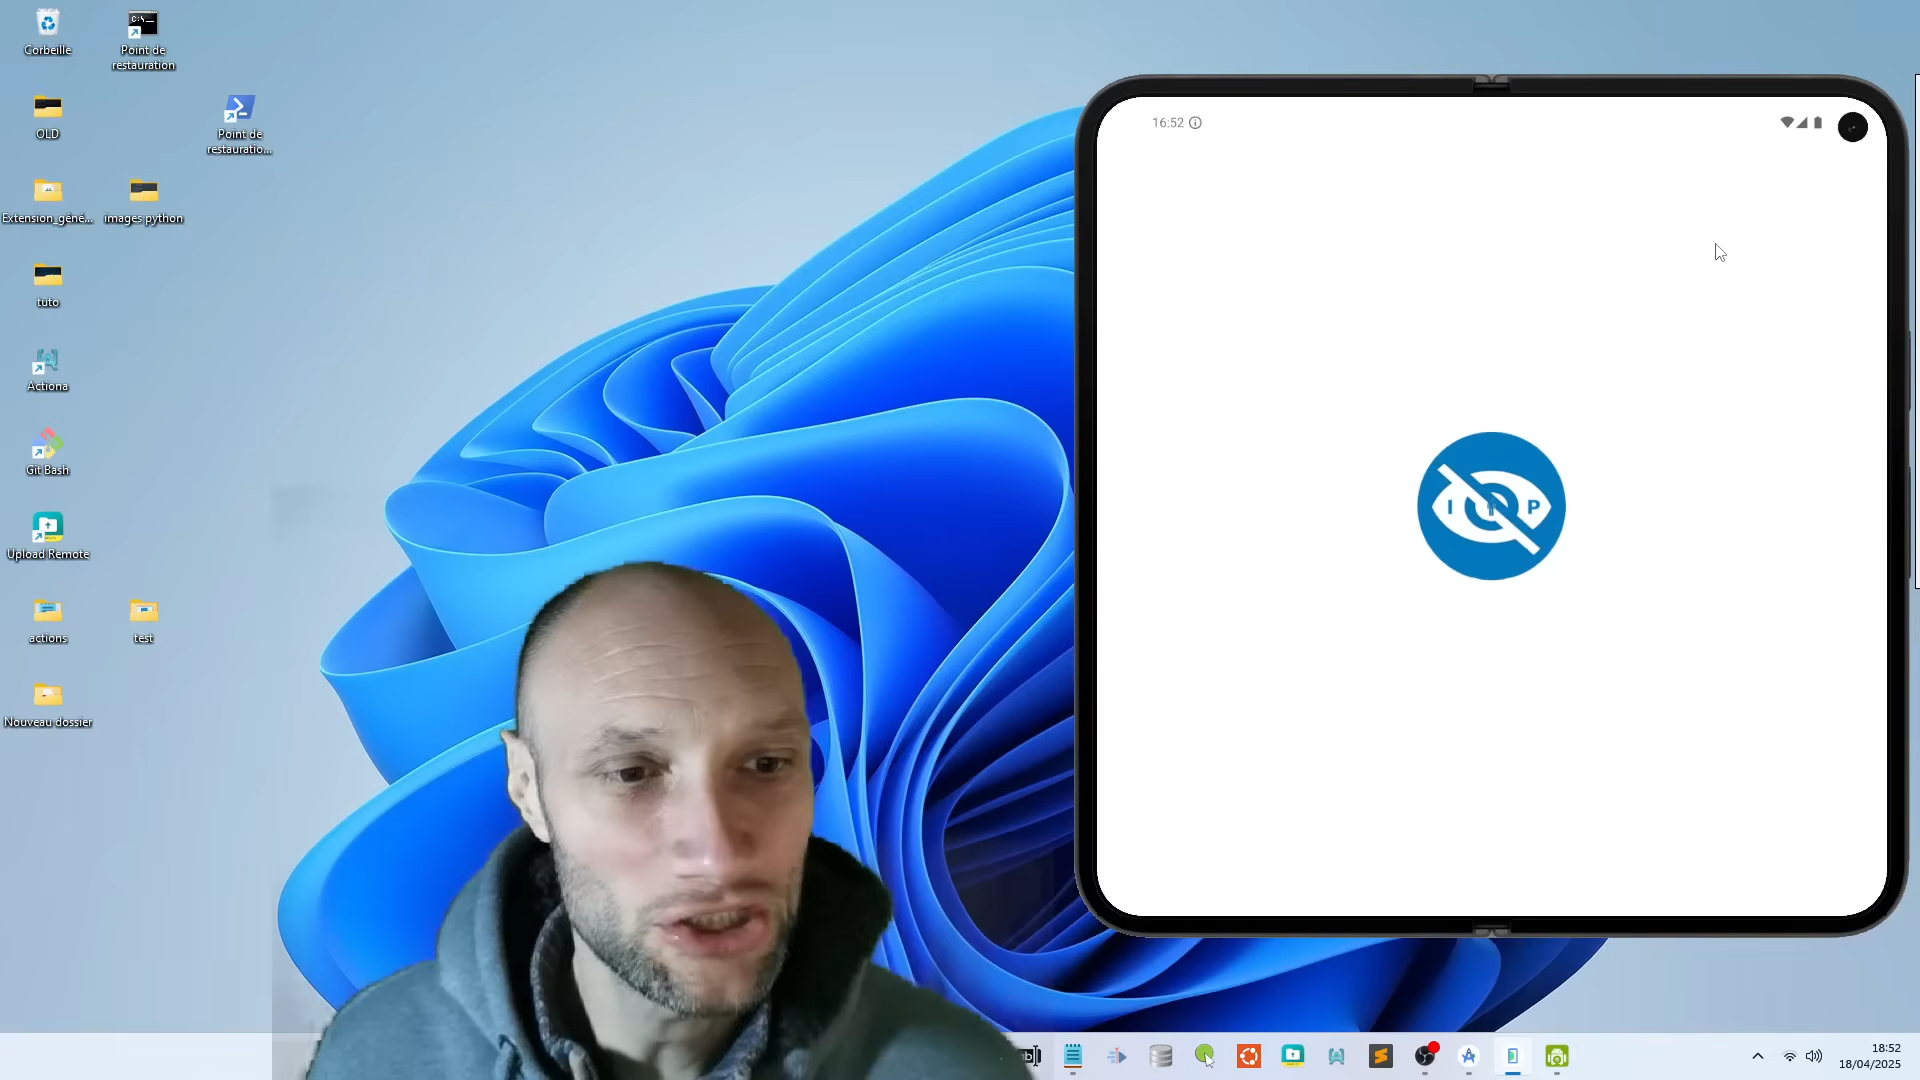 Corbeille
Point de
restauration
OLD
Point de
restauratio...
Extension_géné...
images python
tuto
Actiona
Git Bash
Upload Remote
actions
test
Nouveau dossier
16:52
I P
18:52
18/04/2025